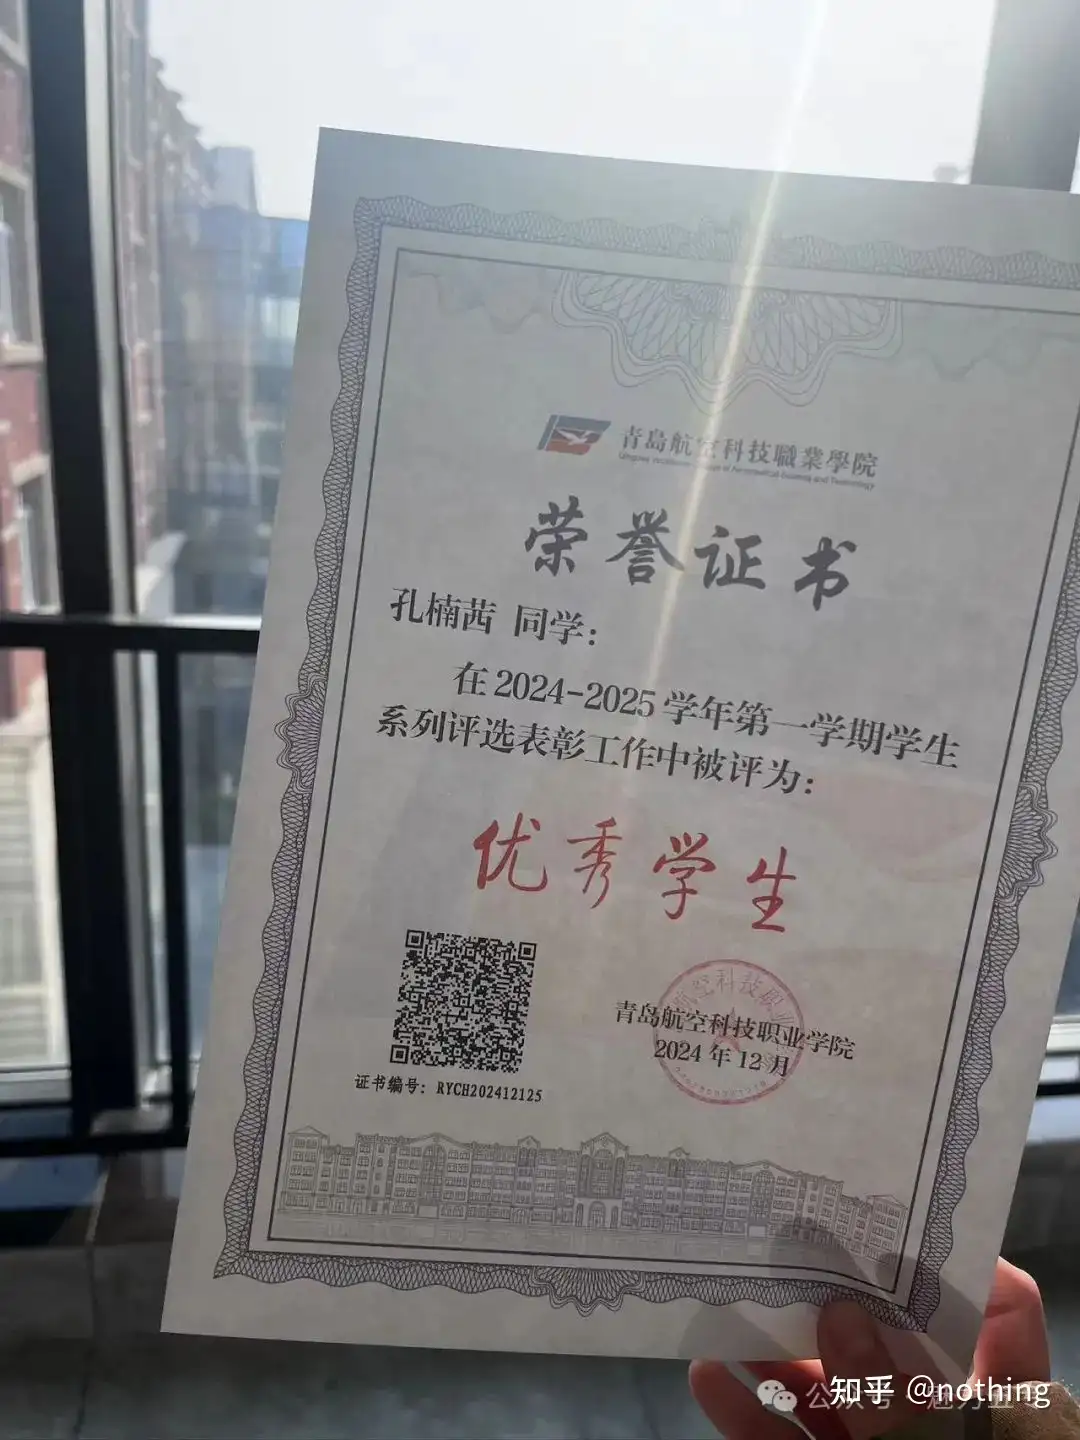 青岛航空科技職業學院
荣誉证书
孔楠茜 同学：
在2024-2025学年第一学期学生
系列评选表彰工作中被评为：
优秀学生
青岛航空科技职业学院
2024年12月
证书编号：RYCH202412125
知乎 @nothing
公众号